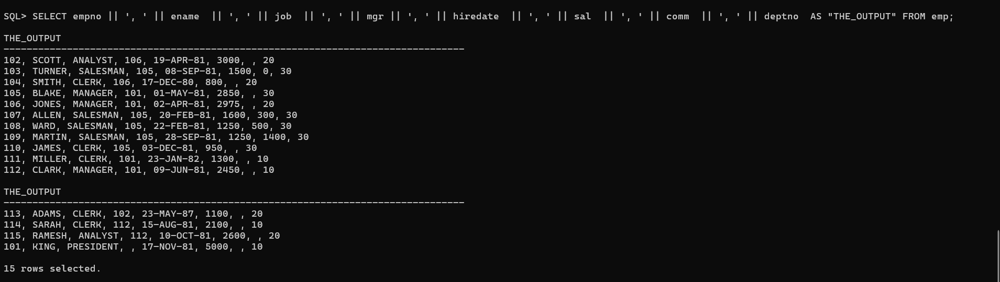 SQL> SELECT empno || ', ' || ename  || ', ' || job  || ', ' || mgr || ', ' || hiredate  || ', ' || sal  || ', ' || comm  || ', ' || deptno  AS "THE_OUTPUT" FROM emp;
THE_OUTPUT
--------------------------------------------------------------------------------
102, SCOTT, ANALYST, 106, 19-APR-81, 3000, , 20
103, TURNER, SALESMAN, 105, 08-SEP-81, 1500, 0, 30
104, SMITH, CLERK, 106, 17-DEC-80, 800, , 20
105, BLAKE, MANAGER, 101, 01-MAY-81, 2850, , 30
106, JONES, MANAGER, 101, 02-APR-81, 2975, , 20
107, ALLEN, SALESMAN, 105, 20-FEB-81, 1600, 300, 30
108, WARD, SALESMAN, 105, 22-FEB-81, 1250, 500, 30
109, MARTIN, SALESMAN, 105, 28-SEP-81, 1250, 1400, 30
110, JAMES, CLERK, 105, 03-DEC-81, 950, , 30
111, MILLER, CLERK, 101, 23-JAN-82, 1300, , 10
112, CLARK, MANAGER, 101, 09-JUN-81, 2450, , 10
THE_OUTPUT
--------------------------------------------------------------------------------
113, ADAMS, CLERK, 102, 23-MAY-87, 1100, , 20
114, SARAH, CLERK, 112, 15-AUG-81, 2100, , 10
115, RAMESH, ANALYST, 112, 10-OCT-81, 2600, , 20
101, KING, PRESIDENT, , 17-NOV-81, 5000, , 10
15 rows selected.